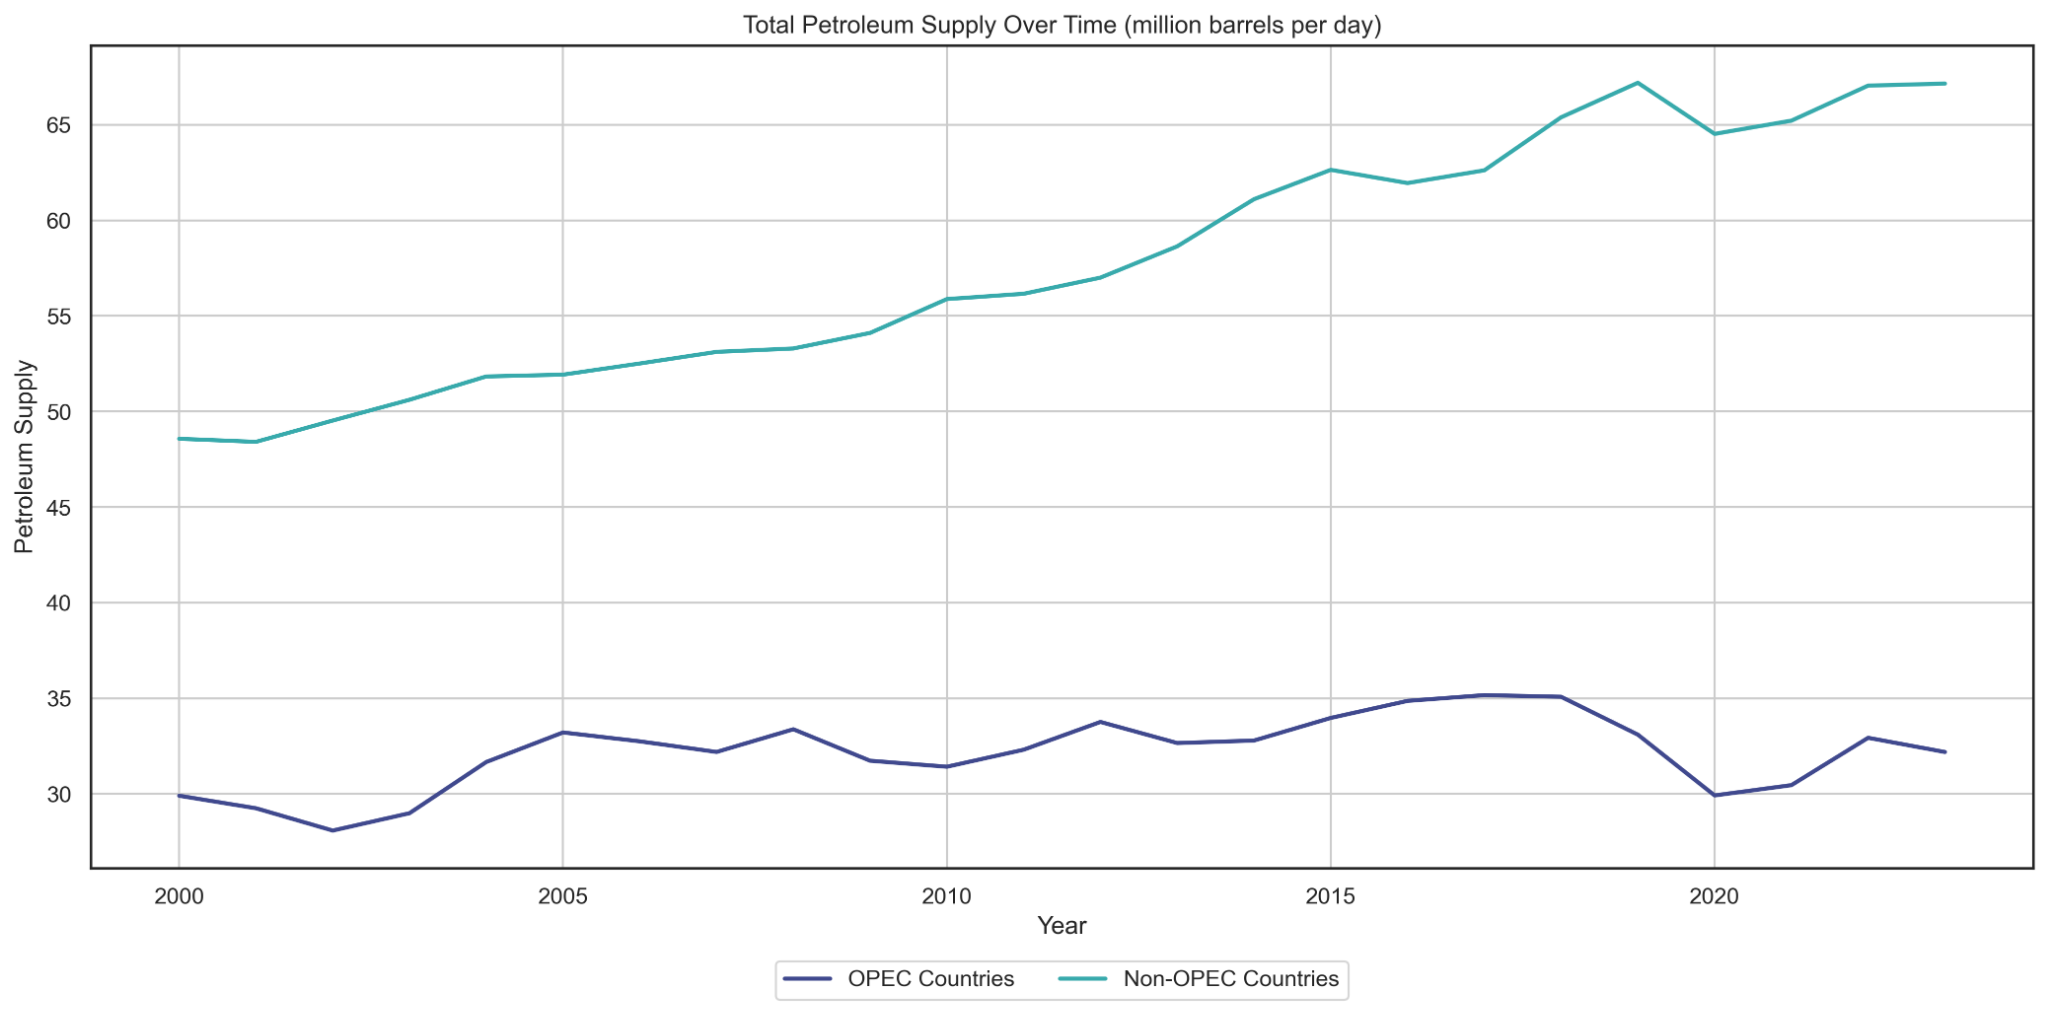 Total Petroleum Supply Over Time (million barrels per day)
Petroleum Supply
65
60
55
50
45
40
35
30
2000 2005 2010 2015 2020
Year
OPEC Countries Non-OPEC Countries